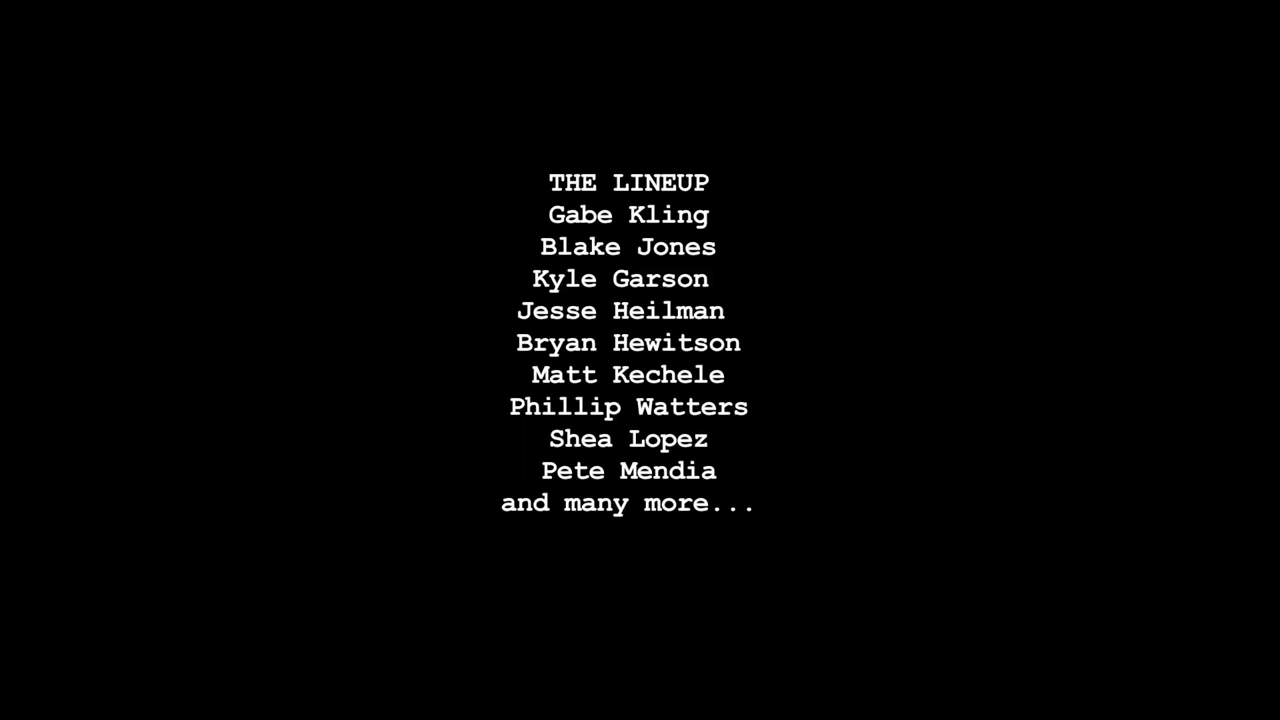 THE LINEUP
Gabe Kling
Blake Jones
Kyle Garson
Jesse Heilman
Bryan Hewitson
Matt Kechele
Phillip Watters
Shea Lopez
Pete Mendia
and many more...